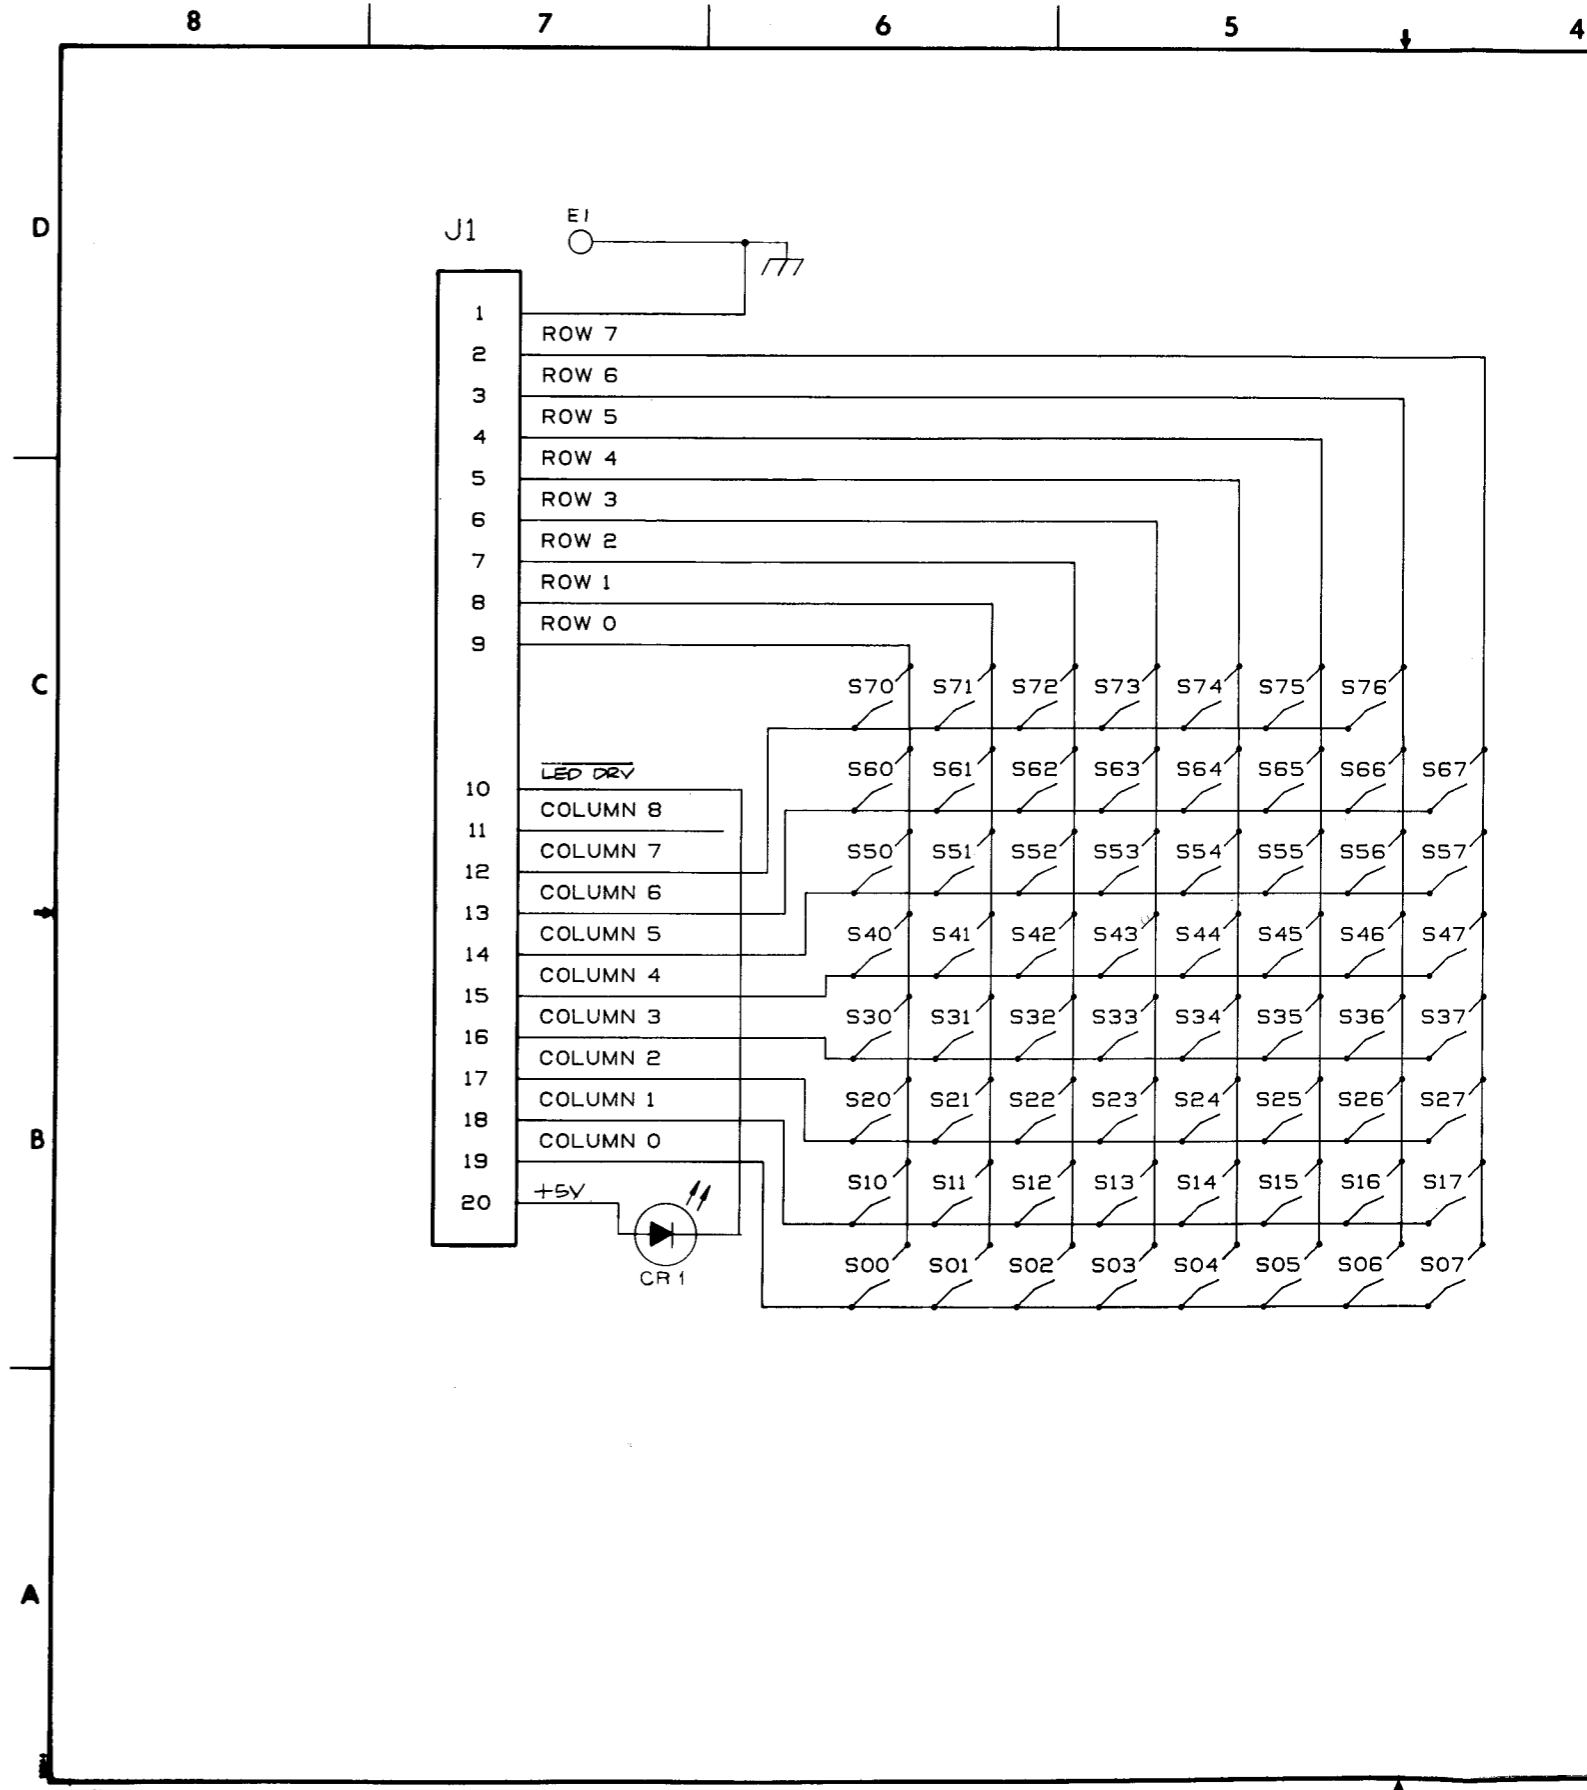 8 7 6 5 4
D
J1 E1
1
ROW 7
2
ROW 6
3
ROW 5
4
ROW 4
5
ROW 3
6
ROW 2
7
ROW 1
8
ROW 0
9
C
S70 S71 S72 S73 S74 S75 S76
LED DRV
S60 S61 S62 S63 S64 S65 S66 S67
10
COLUMN 8
11
COLUMN 7
S50 S51 S52 S53 S54 S55 S56 S57
12
COLUMN 6
13
COLUMN 5
S40 S41 S42 S43 S44 S45 S46 S47
14
COLUMN 4
15
COLUMN 3
S30 S31 S32 S33 S34 S35 S36 S37
16
COLUMN 2
17
COLUMN 1
S20 S21 S22 S23 S24 S25 S26 S27
18
B
COLUMN 0
19
S10 S11 S12 S13 S14 S15 S16 S17
+5V
20
S00 S01 S02 S03 S04 S05 S06 S07
CR1
A